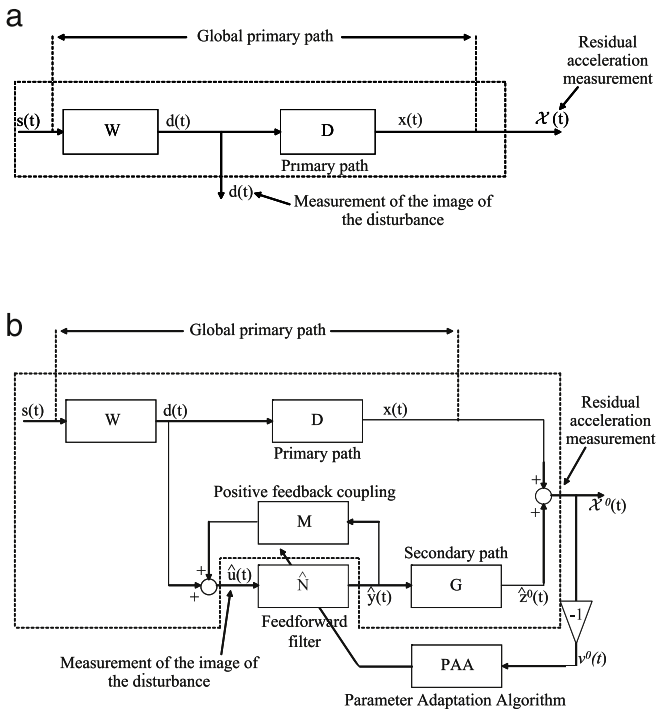 a
Global primary path
Residual
acceleration
measurement
s(t)
W
d(t)
D
x(t)
𝒳(t)
Primary path
d(t)
Measurement of the image of
the disturbance
b
Global primary path
s(t)
W
d(t)
D
x(t)
Primary path
Residual
acceleration
measurement
Positive feedback coupling
M
+
+
𝒳⁰(t)
Secondary path
+
+
û(t)
N̂
ŷ(t)
G
ẑ⁰(t)
Feedforward
filter
-1
Measurement of the image of
the disturbance
PAA
ν⁰(t)
Parameter Adaptation Algorithm